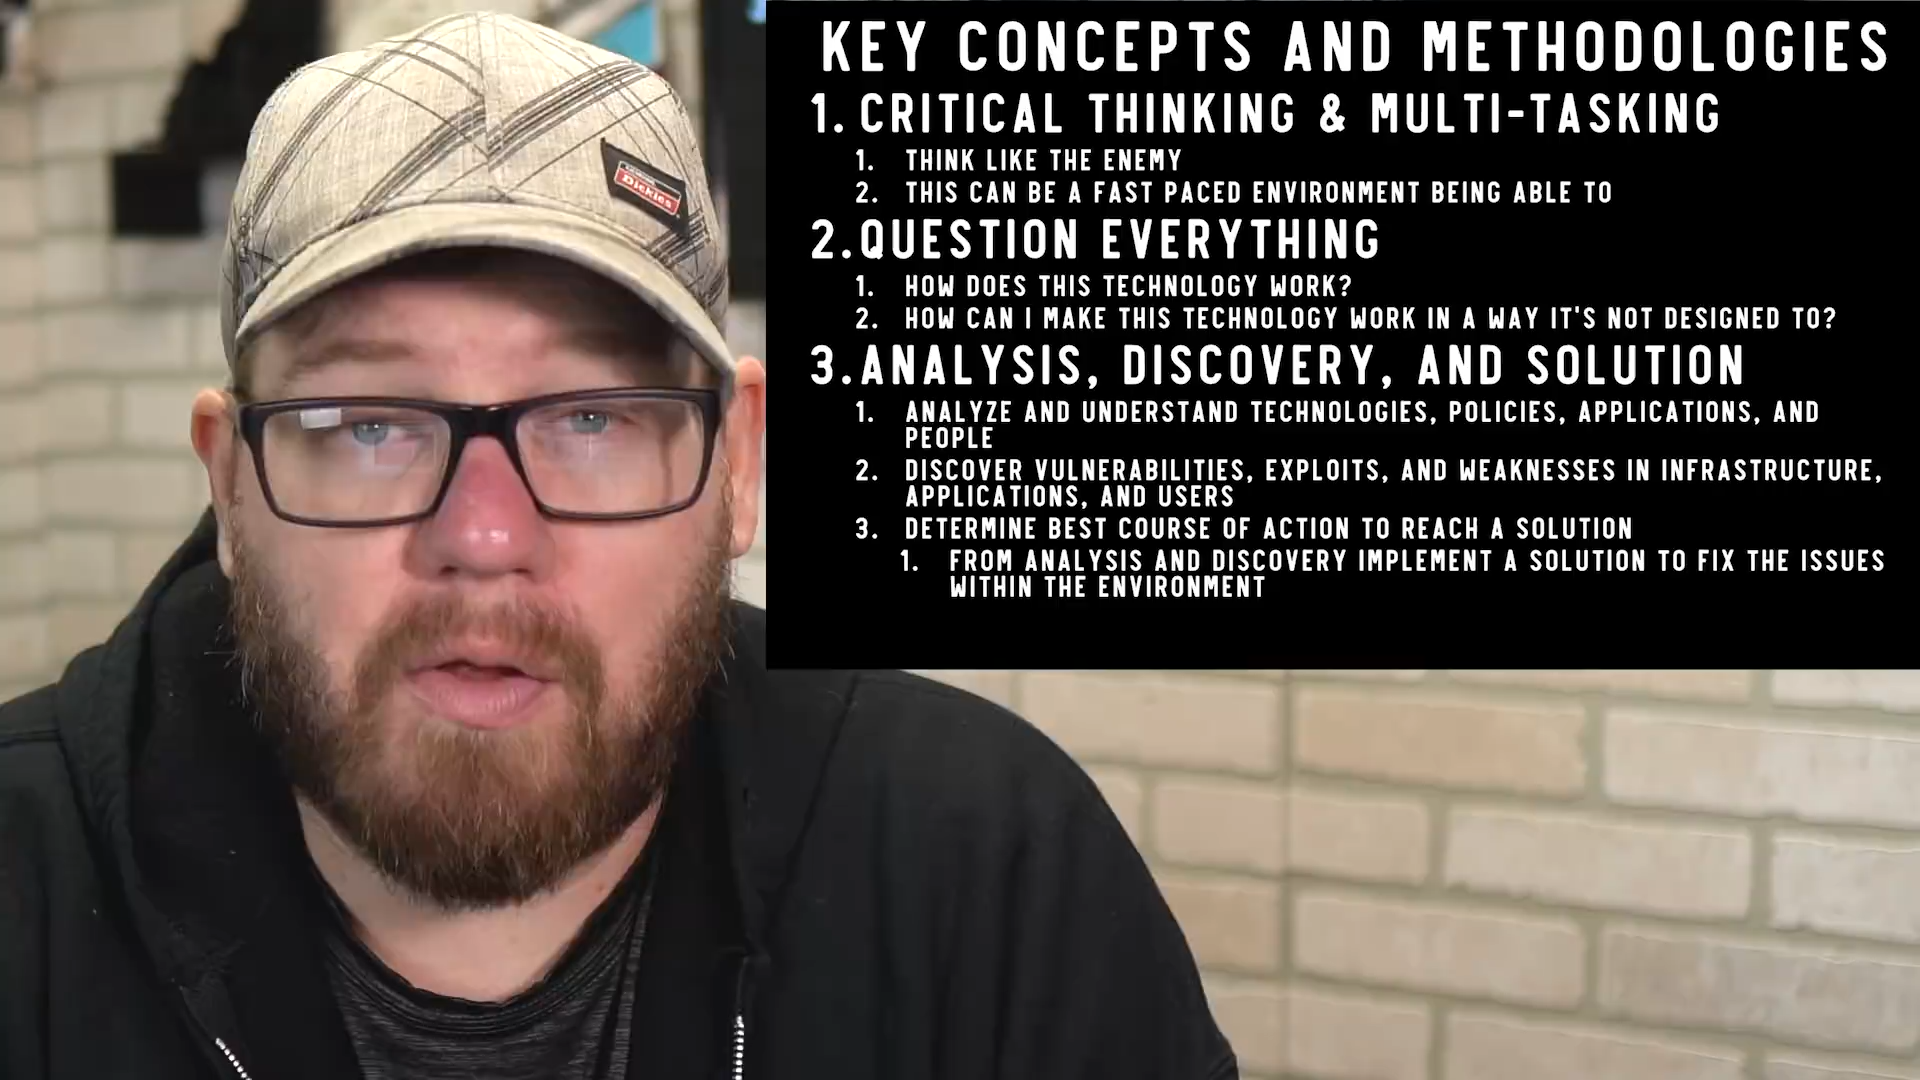 KEY CONCEPTS AND METHODOLOGIES
1. CRITICAL THINKING & MULTI-TASKING
1. THINK LIKE THE ENEMY
2. THIS CAN BE A FAST PACED ENVIRONMENT BEING ABLE TO
2. QUESTION EVERYTHING
1. HOW DOES THIS TECHNOLOGY WORK?
2. HOW CAN I MAKE THIS TECHNOLOGY WORK IN A WAY IT'S NOT DESIGNED TO?
3. ANALYSIS, DISCOVERY, AND SOLUTION
1. ANALYZE AND UNDERSTAND TECHNOLOGIES, POLICIES, APPLICATIONS, AND
PEOPLE
2. DISCOVER VULNERABILITIES, EXPLOITS, AND WEAKNESSES IN INFRASTRUCTURE,
APPLICATIONS, AND USERS
3. DETERMINE BEST COURSE OF ACTION TO REACH A SOLUTION
1. FROM ANALYSIS AND DISCOVERY IMPLEMENT A SOLUTION TO FIX THE ISSUES
WITHIN THE ENVIRONMENT
Dickies